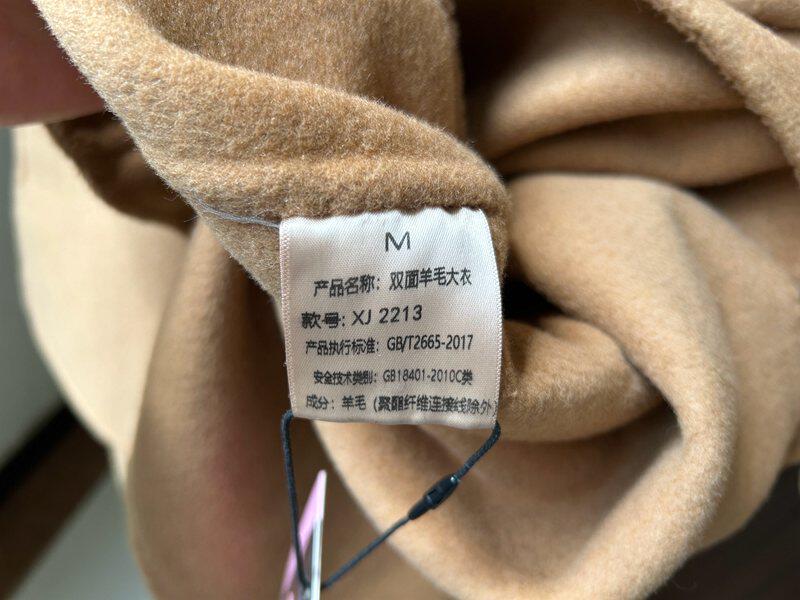 M
产品名称：双面羊毛大衣
款号：XJ 2213
产品执行标准：GB/T2665-2017
安全技术类别：GB18401-2010C类
成分：羊毛（聚酯纤维连接线除外